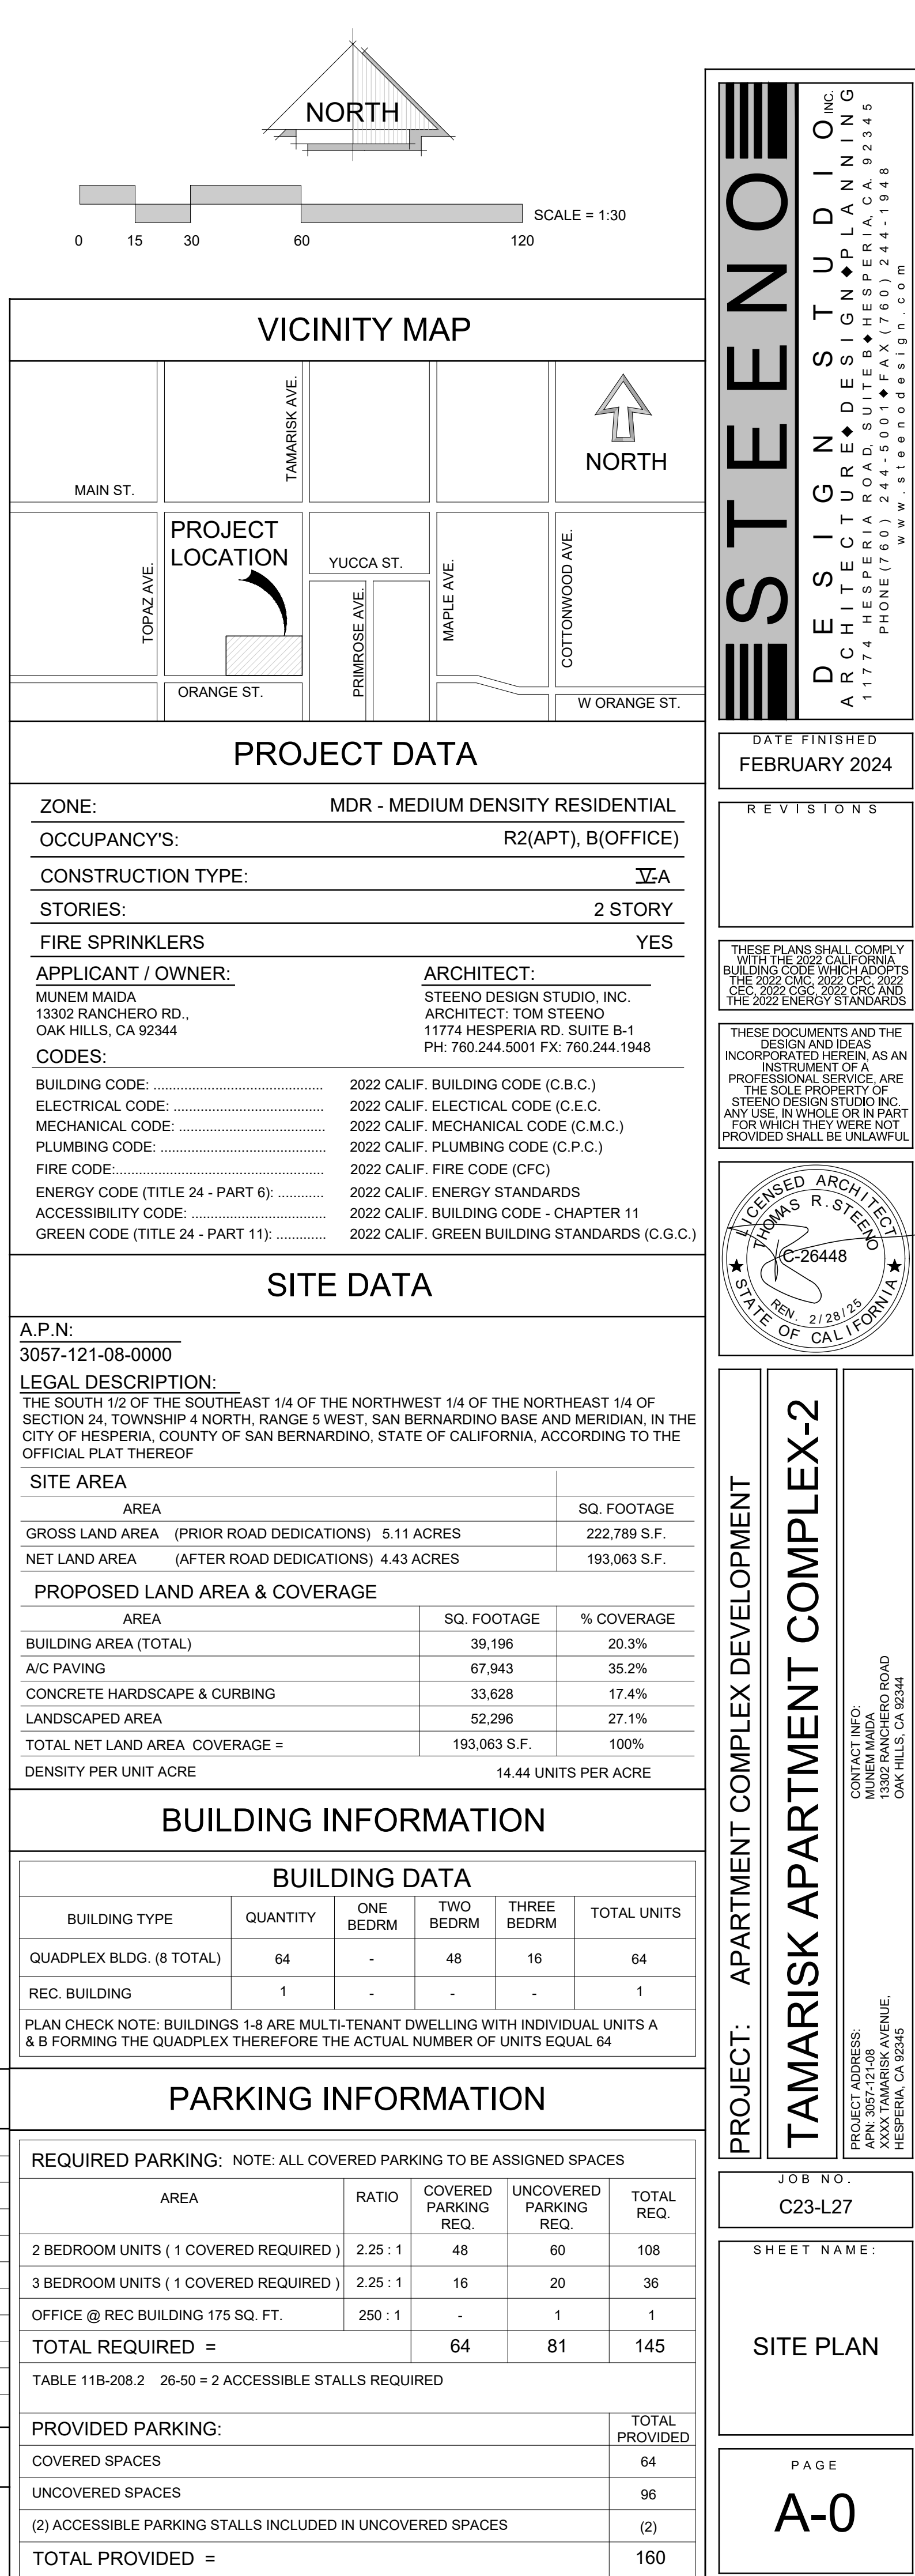 NORTH
SCALE = 1:30
0 15 30 60 120
VICINITY MAP
TAMARISK AVE.
NORTH
MAIN ST.
PROJECT
LOCATION
YUCCA ST.
TOPAZ AVE.
PRIMROSE AVE.
MAPLE AVE.
COTTONWOOD AVE.
ORANGE ST.
W ORANGE ST.
PROJECT DATA
ZONE: MDR - MEDIUM DENSITY RESIDENTIAL
OCCUPANCY'S: R2(APT), B(OFFICE)
CONSTRUCTION TYPE: V-A
STORIES: 2 STORY
FIRE SPRINKLERS YES
APPLICANT / OWNER:
MUNEM MAIDA
13302 RANCHERO RD.,
OAK HILLS, CA 92344
ARCHITECT:
STEENO DESIGN STUDIO, INC.
ARCHITECT: TOM STEENO
11774 HESPERIA RD. SUITE B-1
PH: 760.244.5001 FX: 760.244.1948
CODES:
BUILDING CODE: .......................................... 2022 CALIF. BUILDING CODE (C.B.C.)
ELECTRICAL CODE: ..................................... 2022 CALIF. ELECTICAL CODE (C.E.C.
MECHANICAL CODE: .................................... 2022 CALIF. MECHANICAL CODE (C.M.C.)
PLUMBING CODE: ........................................ 2022 CALIF. PLUMBING CODE (C.P.C.)
FIRE CODE:................................................... 2022 CALIF. FIRE CODE (CFC)
ENERGY CODE (TITLE 24 - PART 6): ........... 2022 CALIF. ENERGY STANDARDS
ACCESSIBILITY CODE: ................................. 2022 CALIF. BUILDING CODE - CHAPTER 11
GREEN CODE (TITLE 24 - PART 11): ............ 2022 CALIF. GREEN BUILDING STANDARDS (C.G.C.)
SITE DATA
A.P.N:
3057-121-08-0000
LEGAL DESCRIPTION:
THE SOUTH 1/2 OF THE SOUTHEAST 1/4 OF THE NORTHWEST 1/4 OF THE NORTHEAST 1/4 OF
SECTION 24, TOWNSHIP 4 NORTH, RANGE 5 WEST, SAN BERNARDINO BASE AND MERIDIAN, IN THE
CITY OF HESPERIA, COUNTY OF SAN BERNARDINO, STATE OF CALIFORNIA, ACCORDING TO THE
OFFICIAL PLAT THEREOF
SITE AREA
AREA SQ. FOOTAGE
GROSS LAND AREA (PRIOR ROAD DEDICATIONS) 5.11 ACRES 222,789 S.F.
NET LAND AREA (AFTER ROAD DEDICATIONS) 4.43 ACRES 193,063 S.F.
PROPOSED LAND AREA & COVERAGE
AREA SQ. FOOTAGE % COVERAGE
BUILDING AREA (TOTAL) 39,196 20.3%
A/C PAVING 67,943 35.2%
CONCRETE HARDSCAPE & CURBING 33,628 17.4%
LANDSCAPED AREA 52,296 27.1%
TOTAL NET LAND AREA COVERAGE = 193,063 S.F. 100%
DENSITY PER UNIT ACRE 14.44 UNITS PER ACRE
BUILDING INFORMATION
BUILDING DATA
BUILDING TYPE QUANTITY ONE BEDRM TWO BEDRM THREE BEDRM TOTAL UNITS
QUADPLEX BLDG. (8 TOTAL) 64 - 48 16 64
REC. BUILDING 1 - - - 1
PLAN CHECK NOTE: BUILDINGS 1-8 ARE MULTI-TENANT DWELLING WITH INDIVIDUAL UNITS A
& B FORMING THE QUADPLEX THEREFORE THE ACTUAL NUMBER OF UNITS EQUAL 64
PARKING INFORMATION
REQUIRED PARKING: NOTE: ALL COVERED PARKING TO BE ASSIGNED SPACES
AREA RATIO COVERED PARKING REQ. UNCOVERED PARKING REQ. TOTAL REQ.
2 BEDROOM UNITS ( 1 COVERED REQUIRED ) 2.25 : 1 48 60 108
3 BEDROOM UNITS ( 1 COVERED REQUIRED ) 2.25 : 1 16 20 36
OFFICE @ REC BUILDING 175 SQ. FT. 250 : 1 - 1 1
TOTAL REQUIRED = 64 81 145
TABLE 11B-208.2 26-50 = 2 ACCESSIBLE STALLS REQUIRED
PROVIDED PARKING: TOTAL PROVIDED
COVERED SPACES 64
UNCOVERED SPACES 96
(2) ACCESSIBLE PARKING STALLS INCLUDED IN UNCOVERED SPACES (2)
TOTAL PROVIDED = 160
STEENO
DESIGN STUDIO INC.
ARCHITECTURE◆DESIGN◆PLANNING
11774 HESPERIA ROAD, SUITE B◆HESPERIA, CA. 92345
PHONE (760) 244-5001◆FAX (760) 244-1948
www.steenodesign.com
DATE FINISHED
FEBRUARY 2024
REVISIONS
THESE PLANS SHALL COMPLY
WITH THE 2022 CALIFORNIA
BUILDING CODE WHICH ADOPTS
THE 2022 CMC, 2022 CPC, 2022
CEC, 2022 CGC, 2022 CRC AND
THE 2022 ENERGY STANDARDS
THESE DOCUMENTS AND THE
DESIGN AND IDEAS
INCORPORATED HEREIN, AS AN
INSTRUMENT OF A
PROFESSIONAL SERVICE, ARE
THE SOLE PROPERTY OF
STEENO DESIGN STUDIO INC.
ANY USE, IN WHOLE OR IN PART
FOR WHICH THEY WERE NOT
PROVIDED SHALL BE UNLAWFUL
LICENSED ARCHITECT
THOMAS R. STEENO
C-26448
REN. 2/28/25
STATE OF CALIFORNIA
PROJECT: APARTMENT COMPLEX DEVELOPMENT
TAMARISK APARTMENT COMPLEX-2
PROJECT ADDRESS:
APN: 3057-121-08
XXXX TAMARISK AVENUE,
HESPERIA, CA 92345
CONTACT INFO:
MUNEM MAIDA
13302 RANCHERO ROAD
OAK HILLS, CA 92344
JOB NO.
C23-L27
SHEET NAME:
SITE PLAN
PAGE
A-0